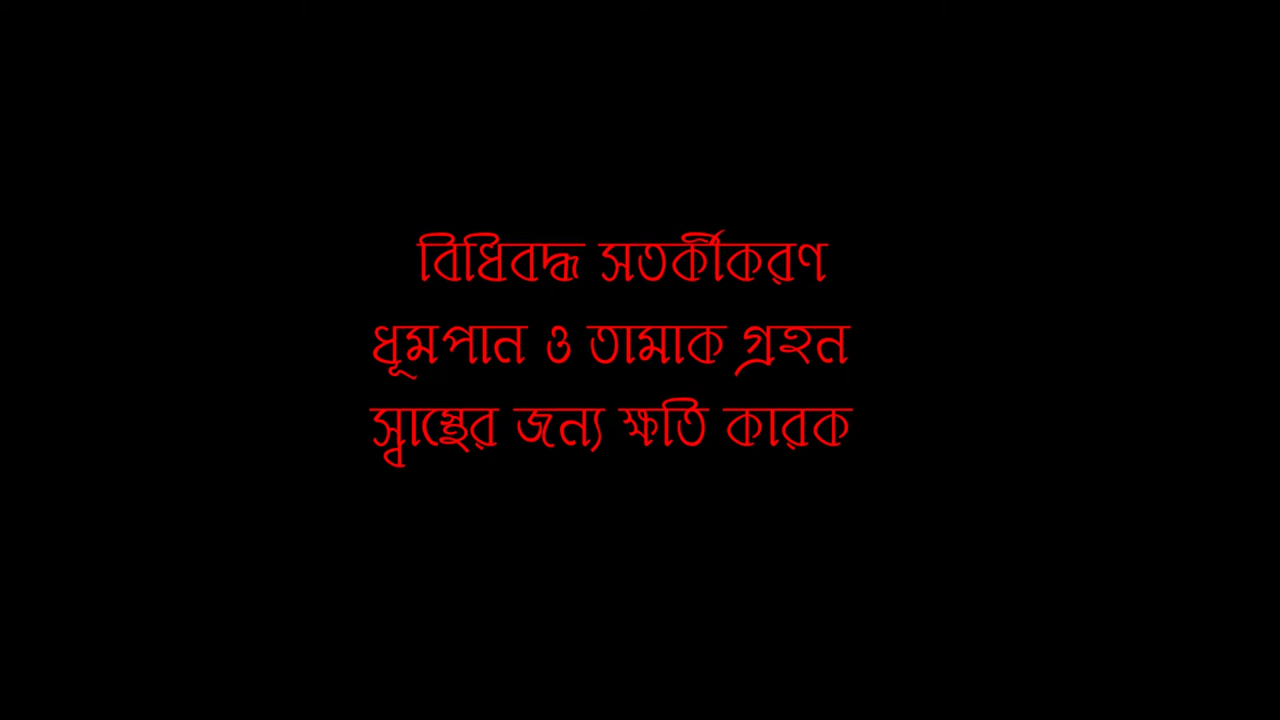 বিধিবদ্ধ সতর্কীকরণ
ধূমপান ও তামাক গ্রহন
স্বাস্থের জন্য ক্ষতি কারক